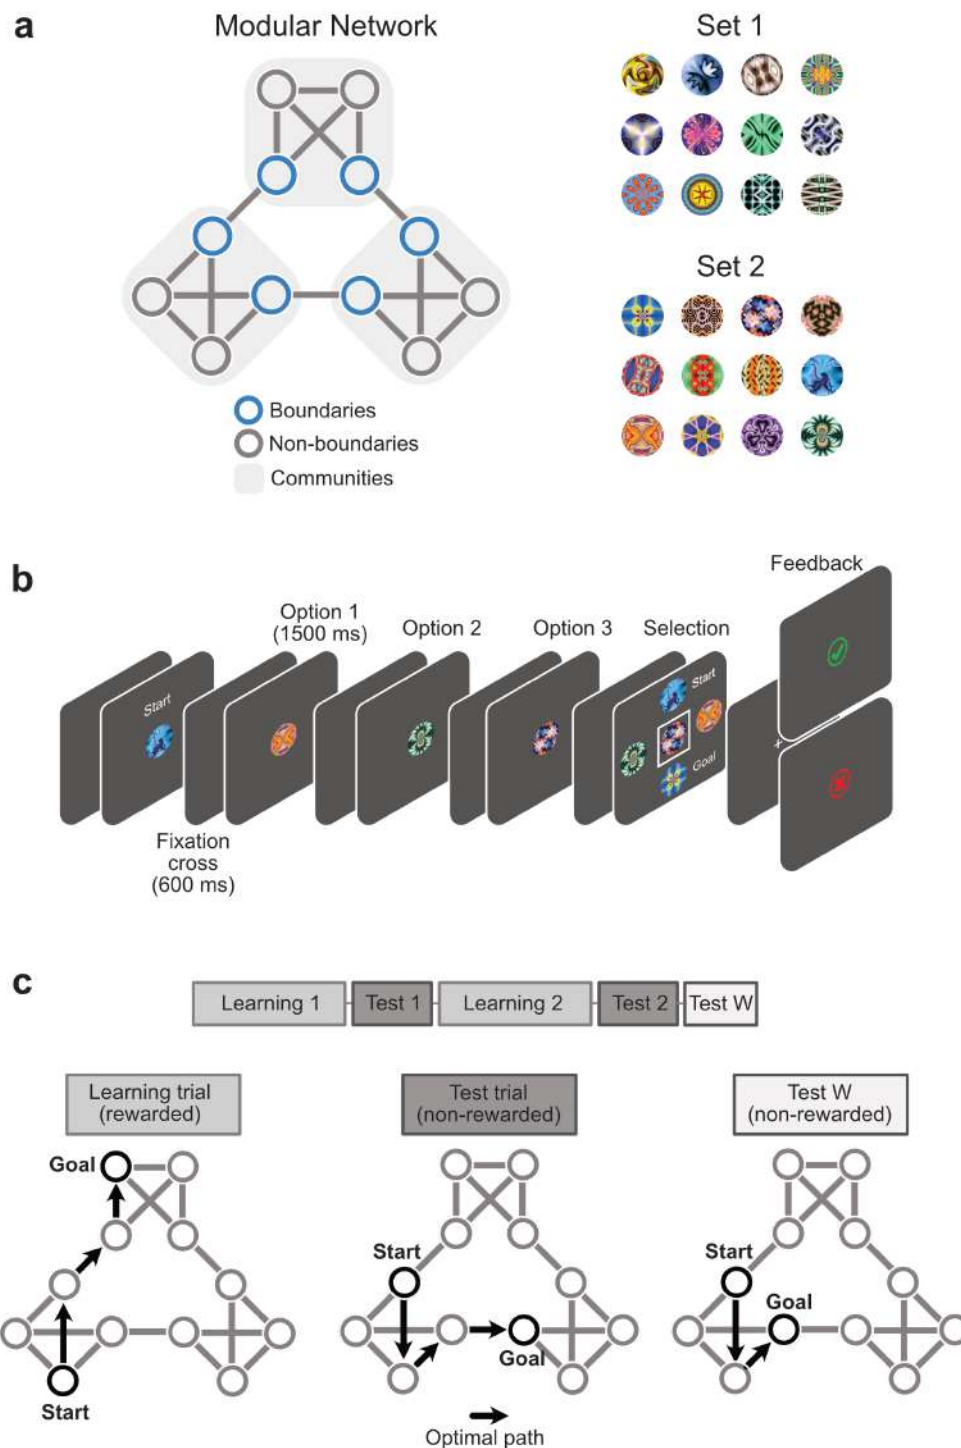 a
Modular Network
Set 1
Set 2
Boundaries
Non-boundaries
Communities
b
Feedback
Option 1
(1500 ms)
Option 2
Option 3
Selection
Start
Start
Goal
Fixation
cross
(600 ms)
c
Learning 1
Test 1
Learning 2
Test 2
Test W
Learning trial
(rewarded)
Test trial
(non-rewarded)
Test W
(non-rewarded)
Goal
Start
Start
Goal
Start
Goal
Optimal path